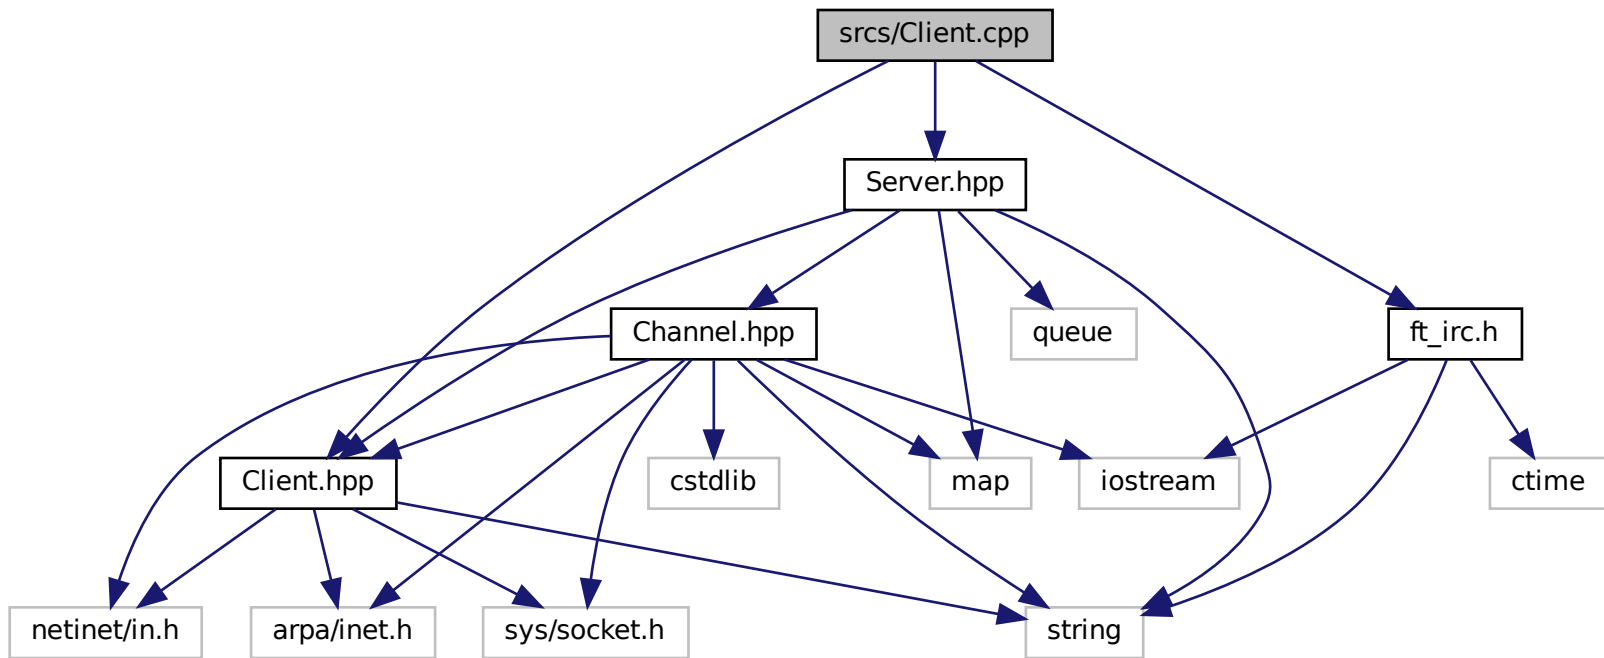 srcs/Client.cpp
Server.hpp
Channel.hpp
queue
ft_irc.h
Client.hpp
cstdlib
map
iostream
ctime
netinet/in.h
arpa/inet.h
sys/socket.h
string